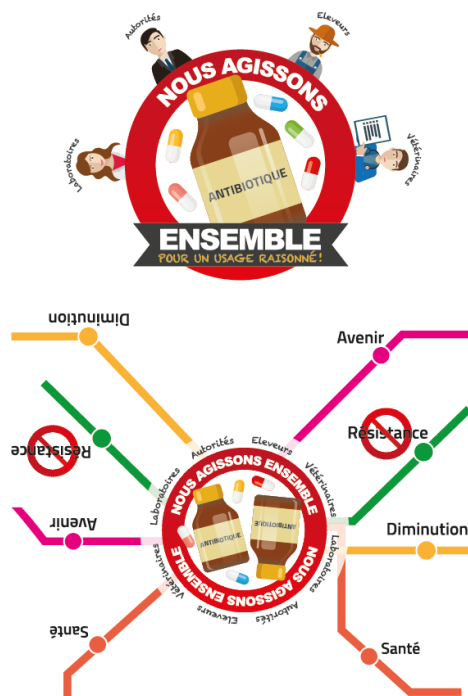 Autorités
Eleveurs
Laboratoires
Vétérinaires
NOUS AGISSONS
ANTIBIOTIQUE
ENSEMBLE
POUR UN USAGE RAISONNÉ!
Diminution
Avenir
Résistance
Résistance
Autorités
Eleveurs
Laboratoires
Vétérinaires
NOUS AGISSONS ENSEMBLE
ANTIBIOTIQUE
ANTIBIOTIQUE
NOUS AGISSONS ENSEMBLE
Avenir
Diminution
Vétérinaires
Laboratoires
Eleveurs
Autorités
Santé
Santé